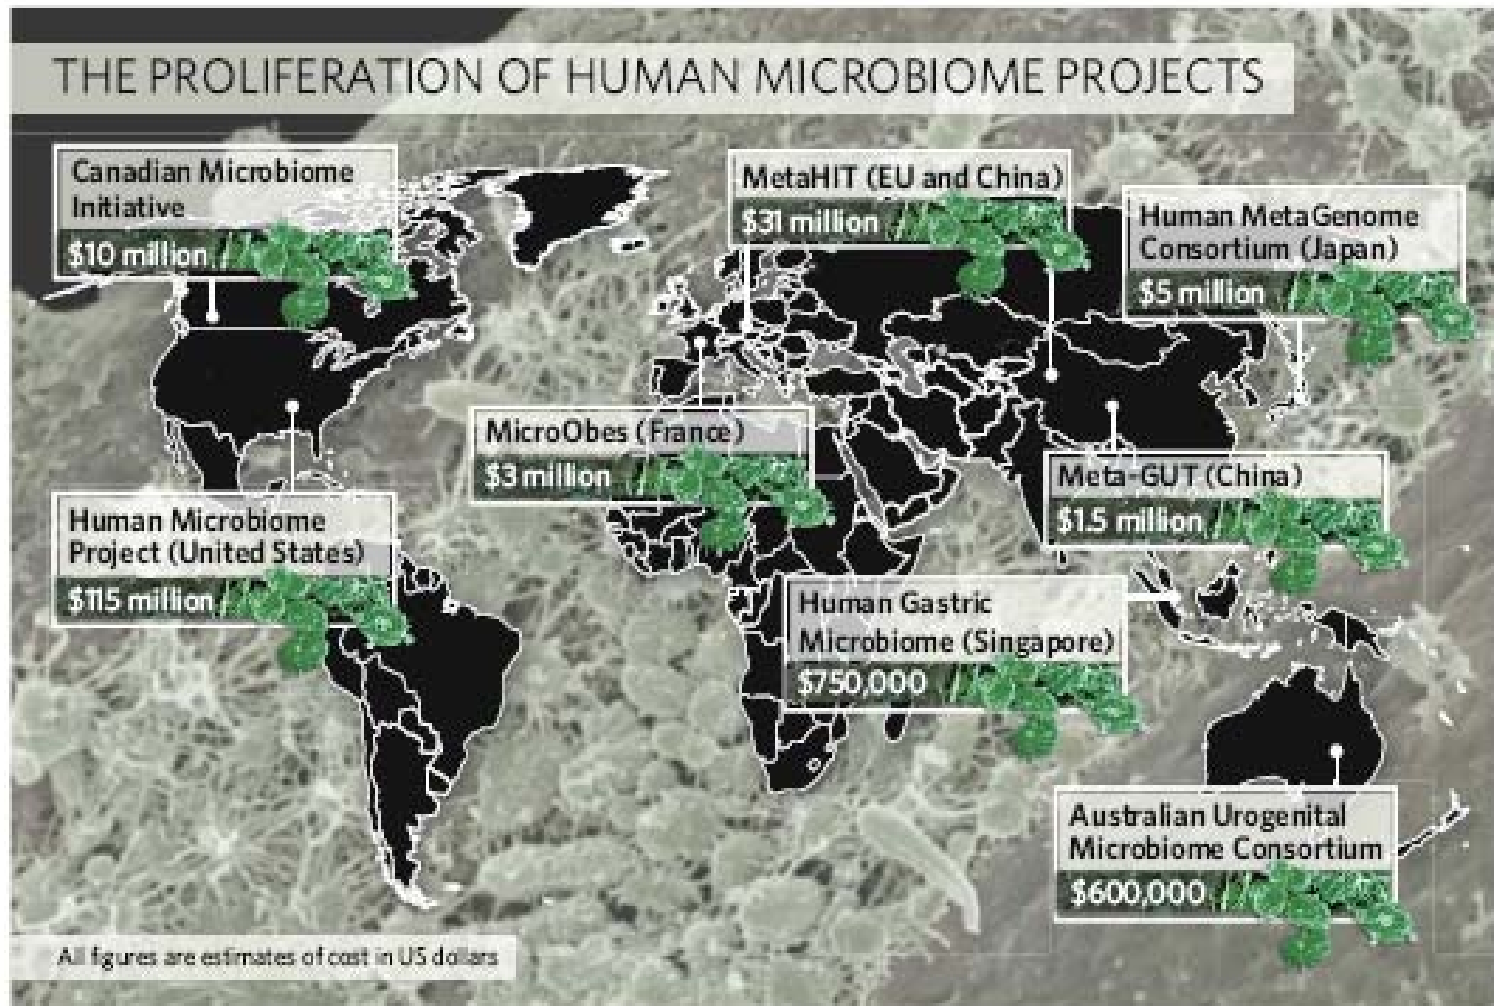 THE PROLIFERATION OF HUMAN MICROBIOME PROJECTS
Canadian Microbiome
Initiative
$10 million
MetaHIT (EU and China)
$31 million
Human MetaGenome
Consortium (Japan)
$5 million
MicroObes (France)
$3 million
Meta-GUT (China)
$1.5 million
Human Microbiome
Project (United States)
$115 million
Human Gastric
Microbiome (Singapore)
$750,000
Australian Urogenital
Microbiome Consortium
$600,000
All figures are estimates of cost in US dollars